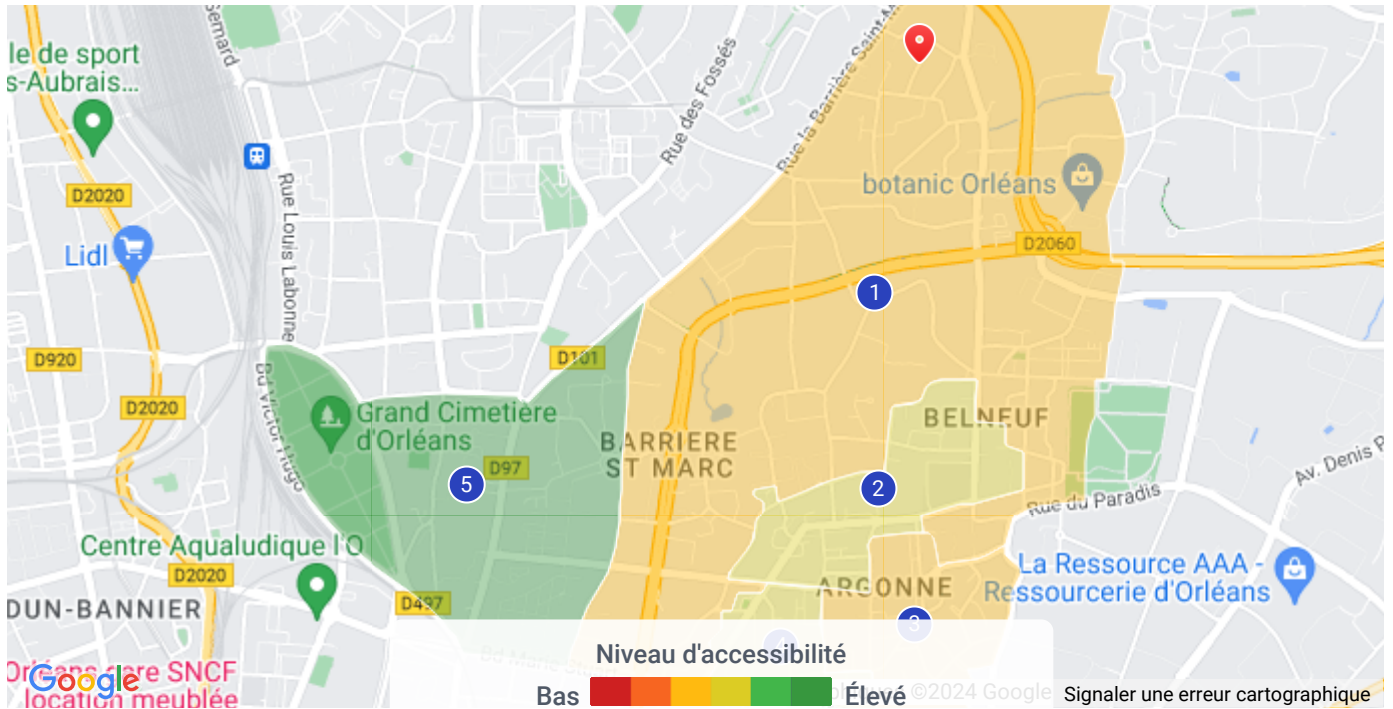 le de sport
s-Aubrais...
D2020
Lidl
D920
D2020
Rue Louis Labonne
Bd Victor Hugo
Rue des Fossés
Rue la Barrière Saint-M
botanic Orléans
D2060
1
D101
Grand Cimetière
d'Orléans
D97
5
BARRIERE
ST MARC
BELNEUF
2
Rue du Paradis
Av. Denis P
Centre Aqualudique l'O
D2020
D497
DUN-BANNIER
ARGONNE
3
La Ressource AAA -
Ressourcerie d'Orléans
4
Orléans gare SNCF
location meublée
Google
Niveau d'accessibilité
Bas
Élevé
©2024 Google
Signaler une erreur cartographique